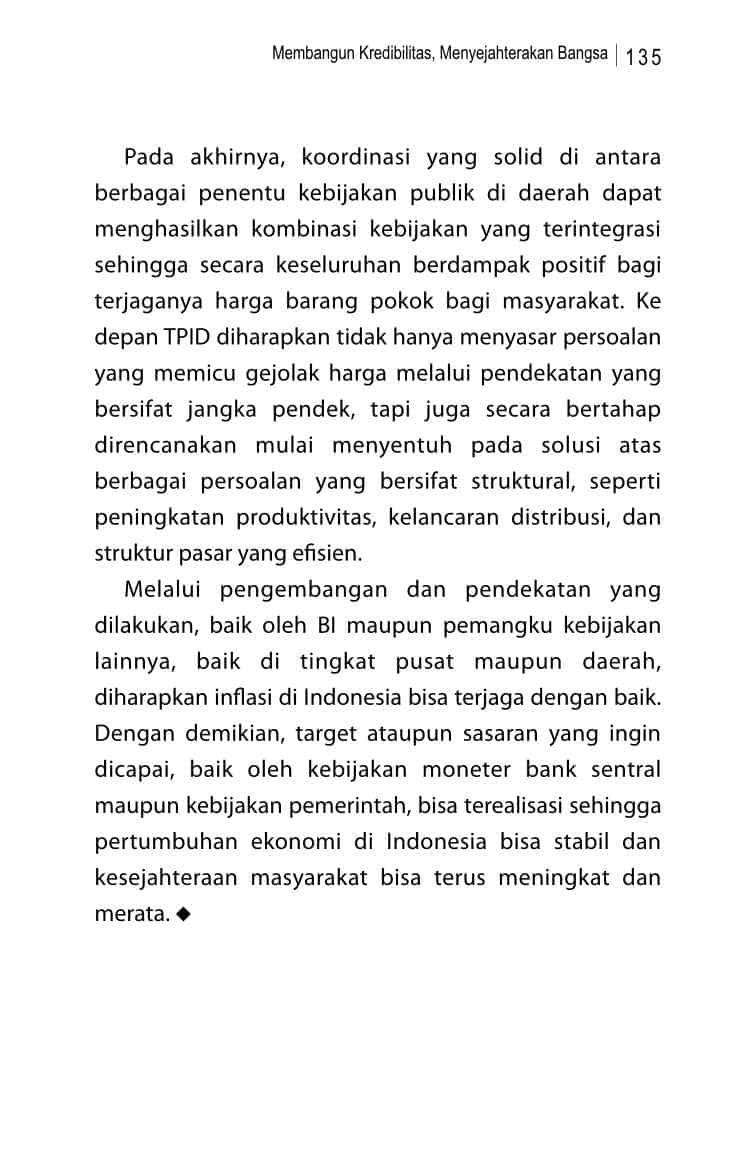 Membangun Kredibilitas, Menyejahterakan Bangsa | 135
Pada akhirnya, koordinasi yang solid di antara
berbagai penentu kebijakan publik di daerah dapat
menghasilkan kombinasi kebijakan yang terintegrasi
sehingga secara keseluruhan berdampak positif bagi
terjaganya harga barang pokok bagi masyarakat. Ke
depan TPID diharapkan tidak hanya menyasar persoalan
yang memicu gejolak harga melalui pendekatan yang
bersifat jangka pendek, tapi juga secara bertahap
direncanakan mulai menyentuh pada solusi atas
berbagai persoalan yang bersifat struktural, seperti
peningkatan produktivitas, kelancaran distribusi, dan
struktur pasar yang efisien.
Melalui pengembangan dan pendekatan yang
dilakukan, baik oleh BI maupun pemangku kebijakan
lainnya, baik di tingkat pusat maupun daerah,
diharapkan inflasi di Indonesia bisa terjaga dengan baik.
Dengan demikian, target ataupun sasaran yang ingin
dicapai, baik oleh kebijakan moneter bank sentral
maupun kebijakan pemerintah, bisa terealisasi sehingga
pertumbuhan ekonomi di Indonesia bisa stabil dan
kesejahteraan masyarakat bisa terus meningkat dan
merata. ◆